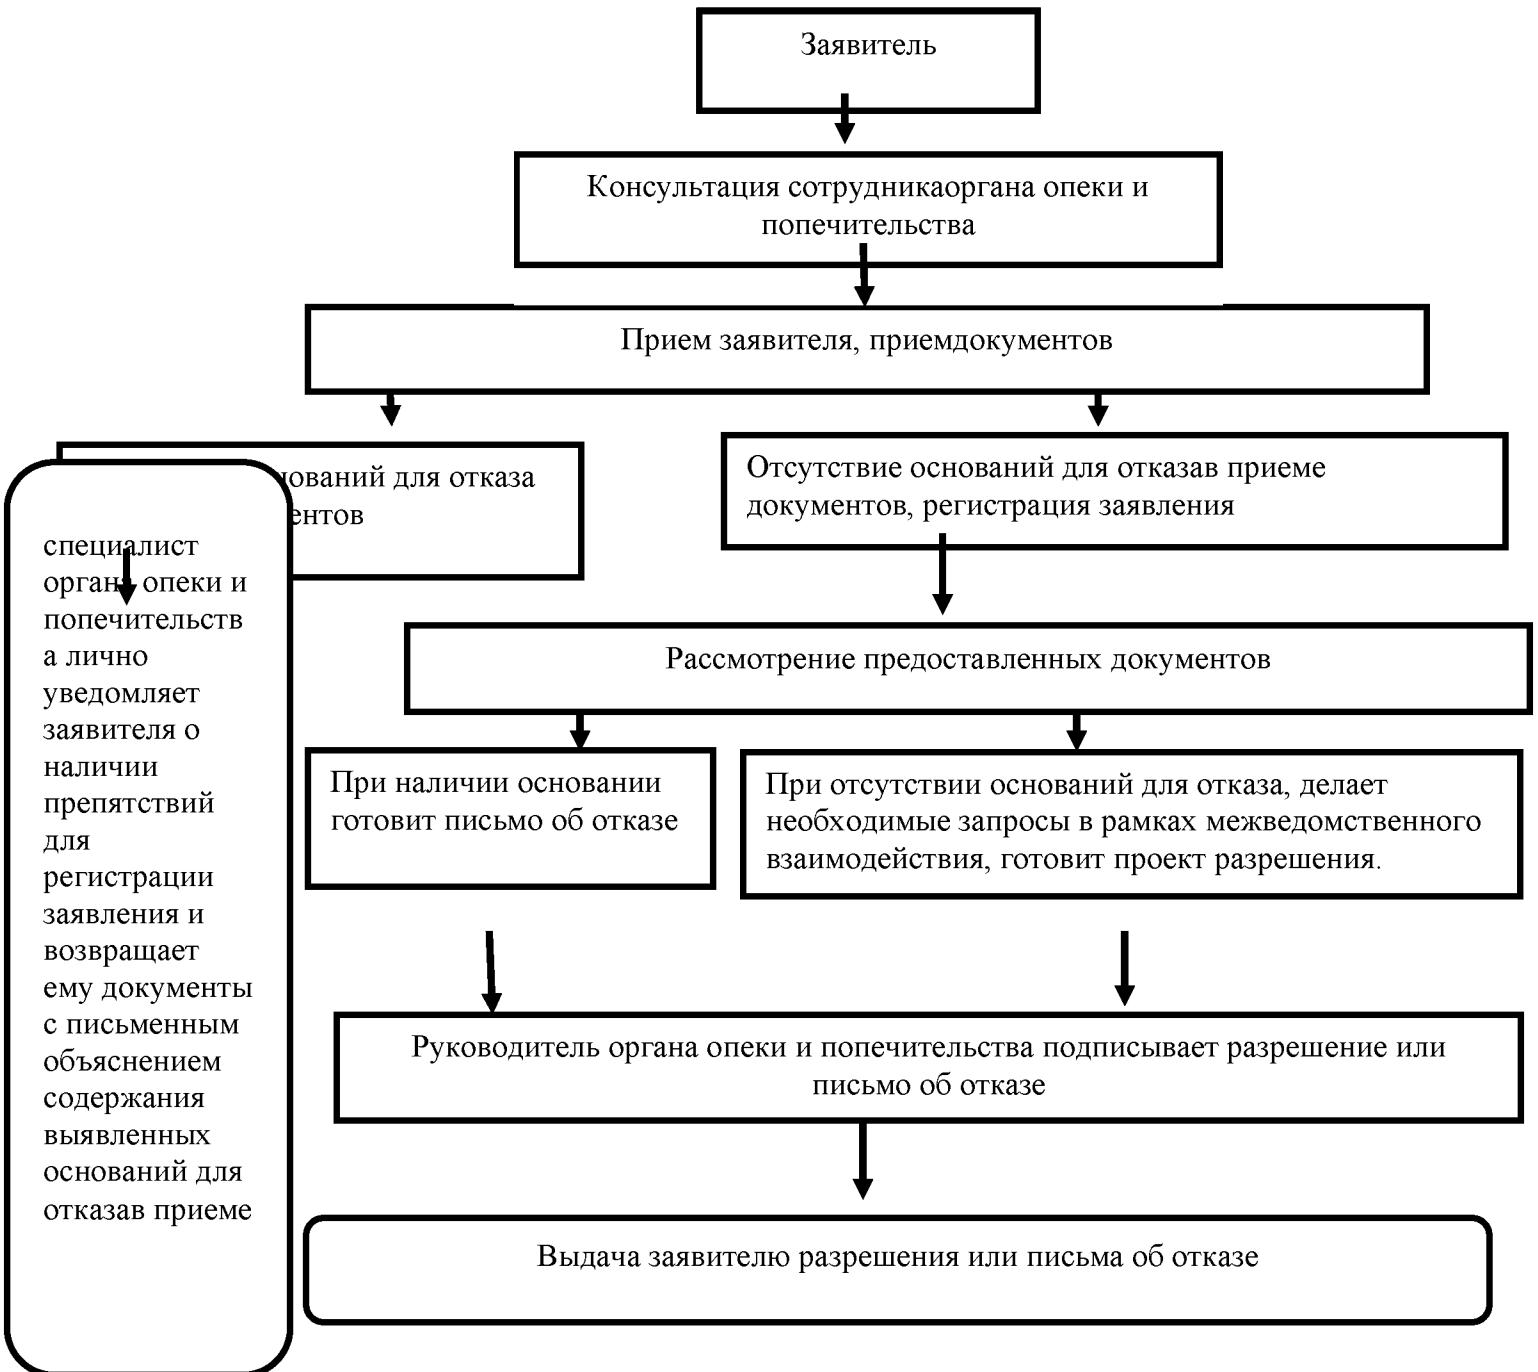 Заявитель
Консультация сотрудникаоргана опеки и
попечительства
Прием заявителя, приемдокументов
для отказа
Отсутствие оснований для отказав приеме
документов, регистрация заявления
специалист
органа опеки и
попечительств
а лично
уведомляет
заявителя о
наличии
препятствий
для
регистрации
заявления и
возвращает
ему документы
с письменным
объяснением
содержания
выявленных
оснований для
отказав приеме
Рассмотрение предоставленных документов
При наличии основании
готовит письмо об отказе
При отсутствии оснований для отказа, делает
необходимые запросы в рамках межведомственного
взаимодействия, готовит проект разрешения.
Руководитель органа опеки и попечительства подписывает разрешение или
письмо об отказе
Выдача заявителю разрешения или письма об отказе